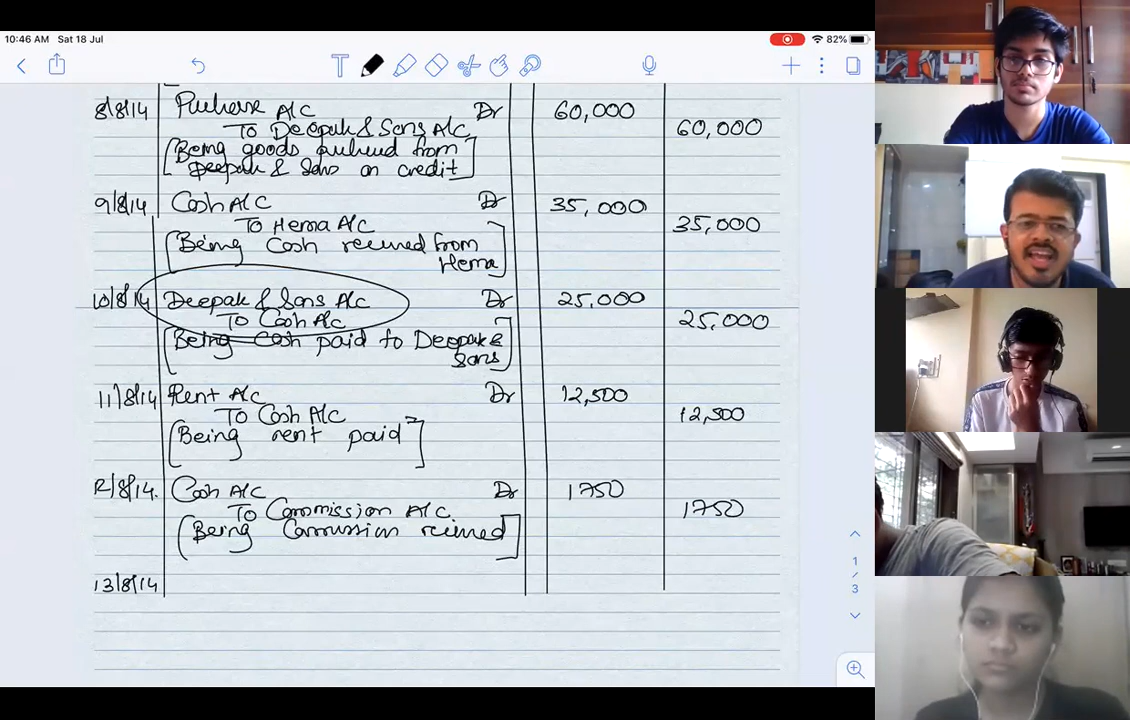 10:46 AM Sat 18 Jul
82%
8/8/14 Purchase A/c Dr 60,000
To Deepak & Sons A/c 60,000
[Being goods purchased from
Deepak & Sons on credit]
9/8/14 Cash A/c Dr 35,000
To Hema A/c 35,000
[Being Cash received from
Hema]
10/8/14 Deepak & Sons A/c Dr 25,000
To Cash A/c 25,000
[Being Cash paid to Deepak &
Sons]
11/8/14 Rent A/c Dr 12,500
To Cash A/c 12,500
[Being rent paid]
12/8/14. Cash A/c Dr 1750
To Commission A/c 1750
[Being Commission received]
13/8/14
1
/
3